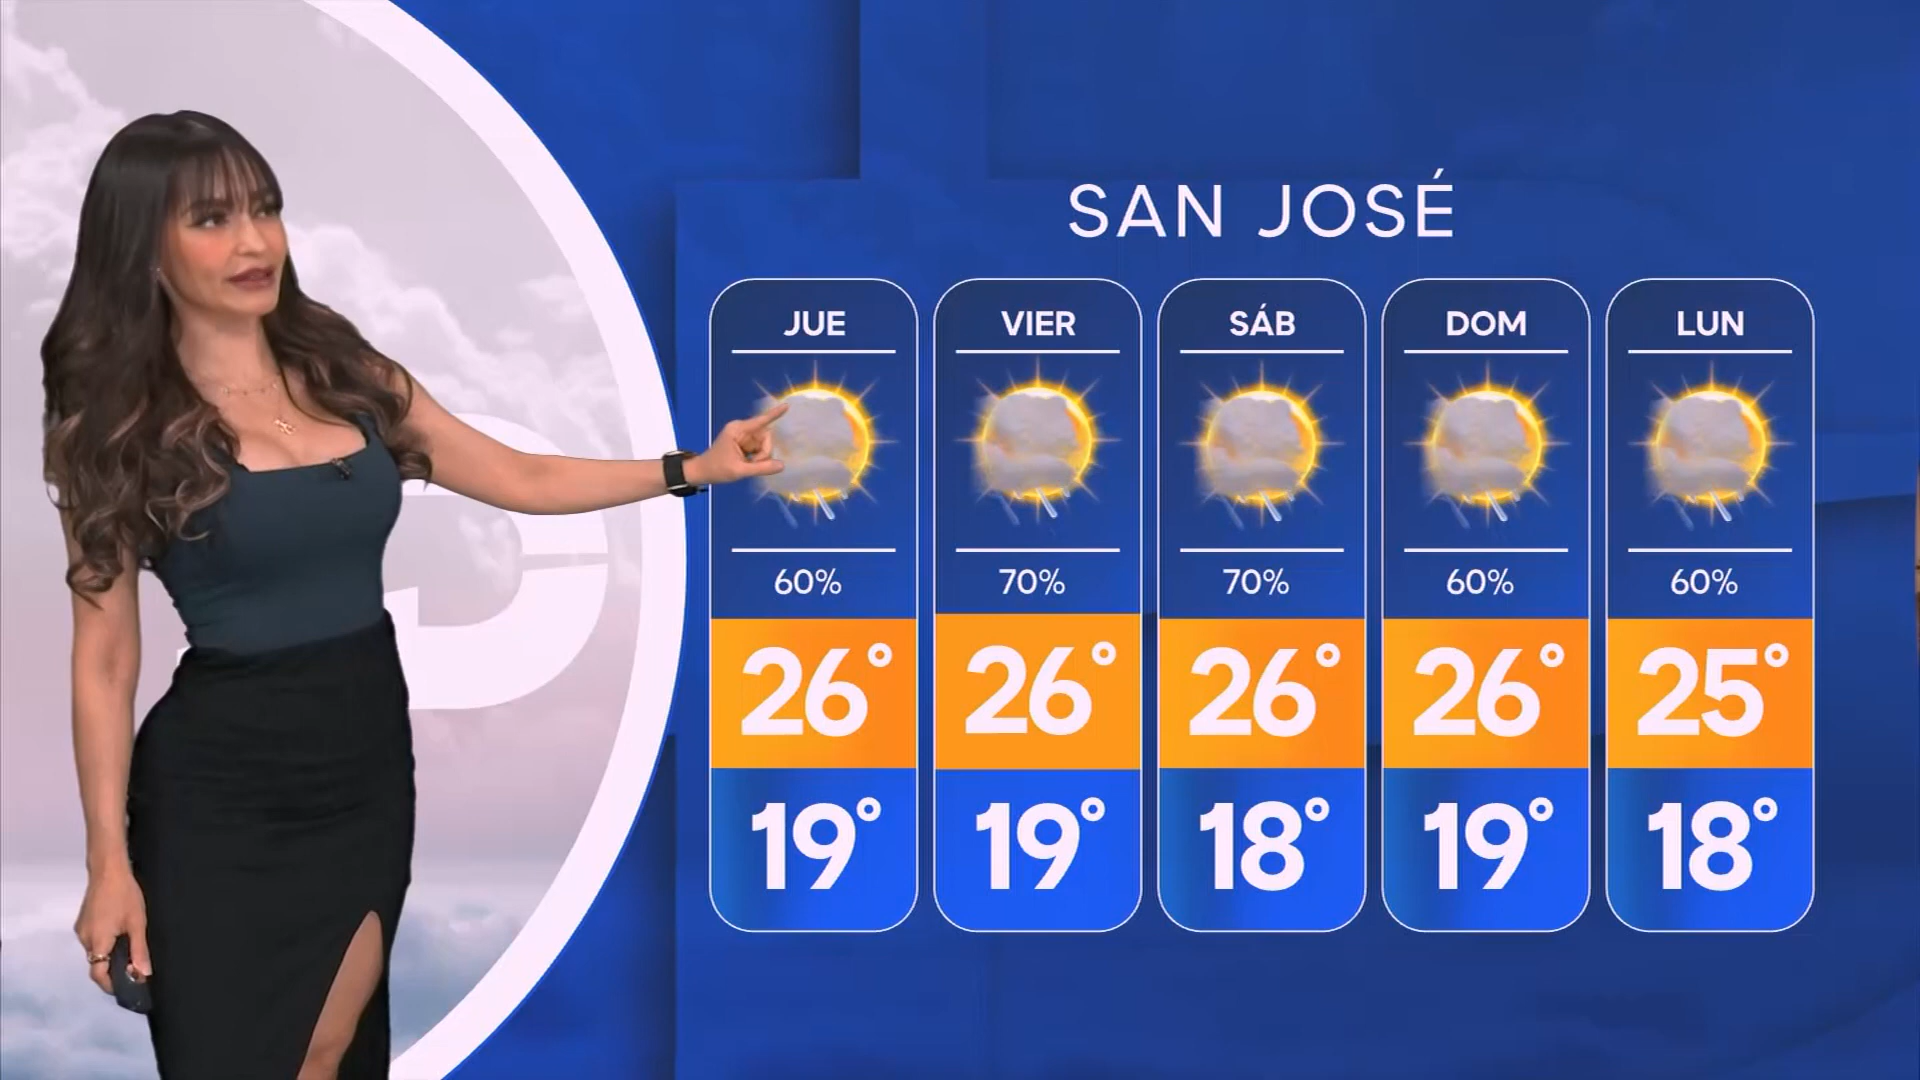 SAN JOSÉ
JUE VIER SÁB DOM LUN
60% 70% 70% 60% 60%
26° 26° 26° 26° 25°
19° 19° 18° 19° 18°